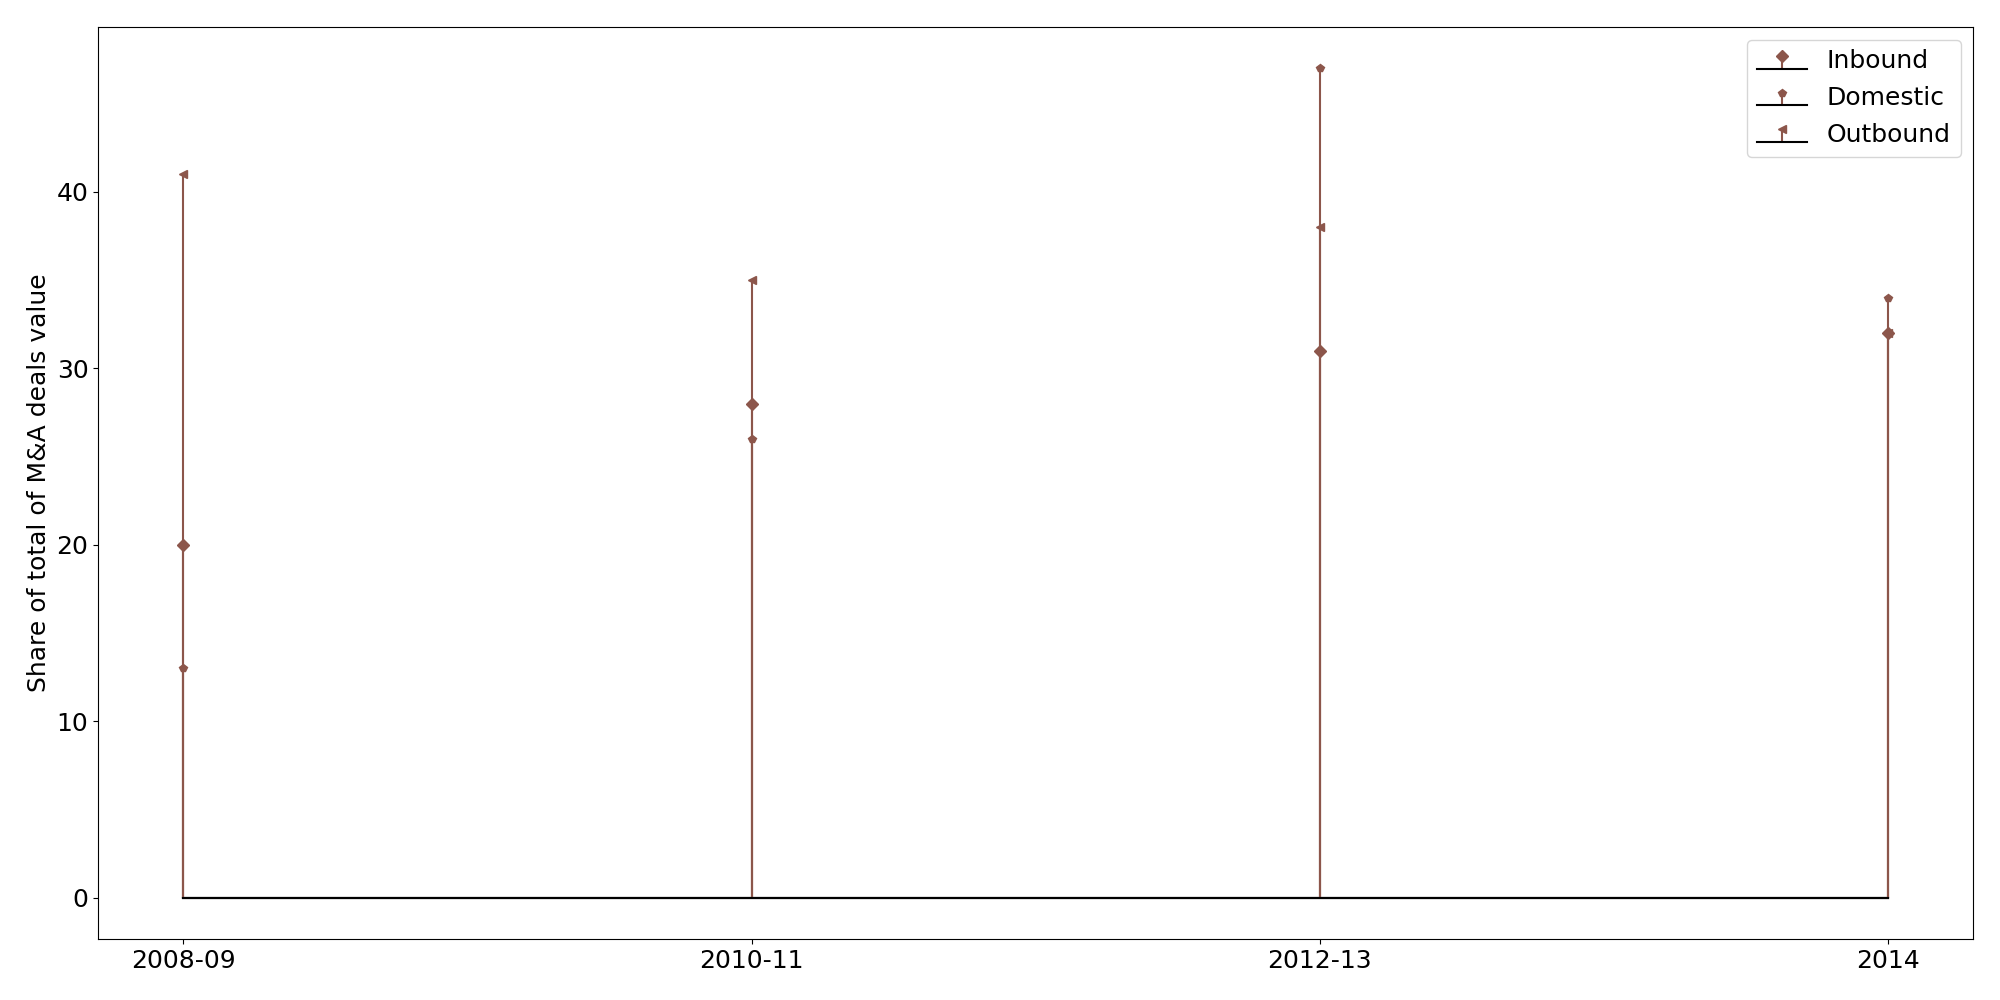 Inbound
Domestic
Outbound
Share of total of M&A deals value
40
30
20
10
0
2008-09
2010-11
2012-13
2014